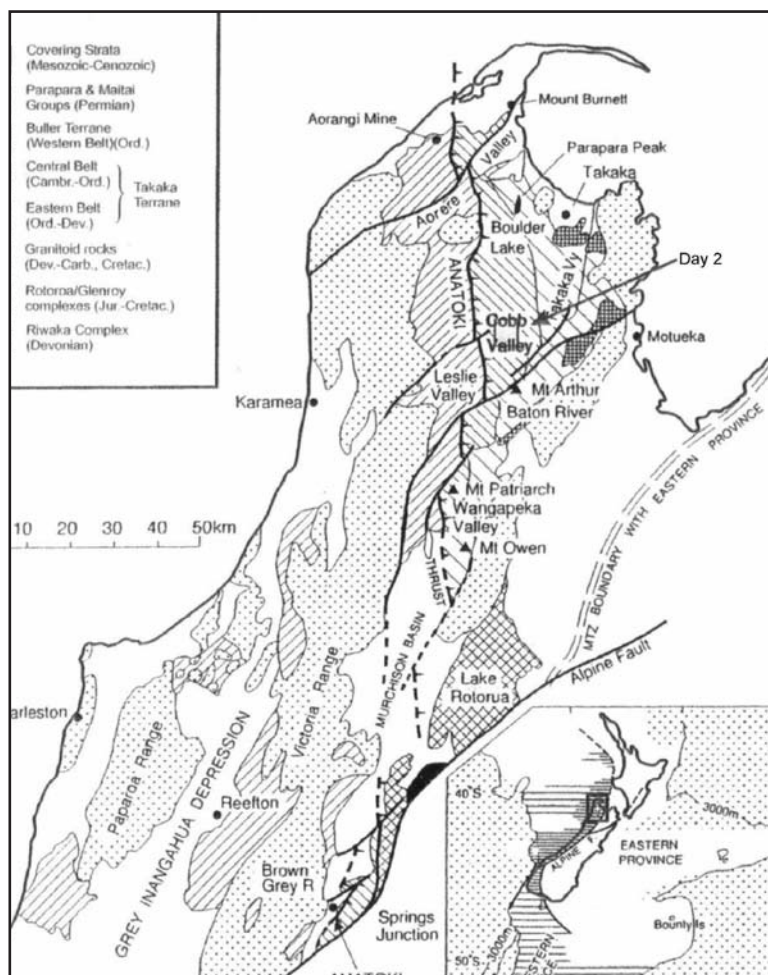 Covering Strata
(Mesozoic-Cenozoic)
Parapara & Maitai
Groups (Permian)
Buller Terrane
(Western Belt)(Ord.)
Central Belt
(Cambr.-Ord.)
Takaka
Terrane
Eastern Belt
(Ord.-Dev.)
Granitoid rocks
(Dev.-Carb., Cretac.)
Rotoroa/Glenroy
complexes (Jur.-Cretac.)
Riwaka Complex
(Devonian)
Mount Burnett
Aorangi Mine
Valley
Aorere
Parapara Peak
Takaka
Boulder
Lake
ANATOKI
Takaka Vy
Day 2
Cobb
Valley
Motueka
Leslie
Valley
Karamea
Mt Arthur
Baton River
MTZ BOUNDARY WITH EASTERN PROVINCE
Mt Patriarch
Wangapeka
Valley
10 20 30 40 50km
Mt Owen
THRUST
MURCHISON BASIN
Lake
Rotorua
Alpine Fault
Victoria Range
arleston
Paparoa Range
GREY INANGAHUA DEPRESSION
Reefton
Brown
Grey R
Springs
Junction
ANATOKI
40°S
3000m
EASTERN
PROVINCE
ALPINE
Bounty Is
3000m
50°S
STERN
PROVINCE